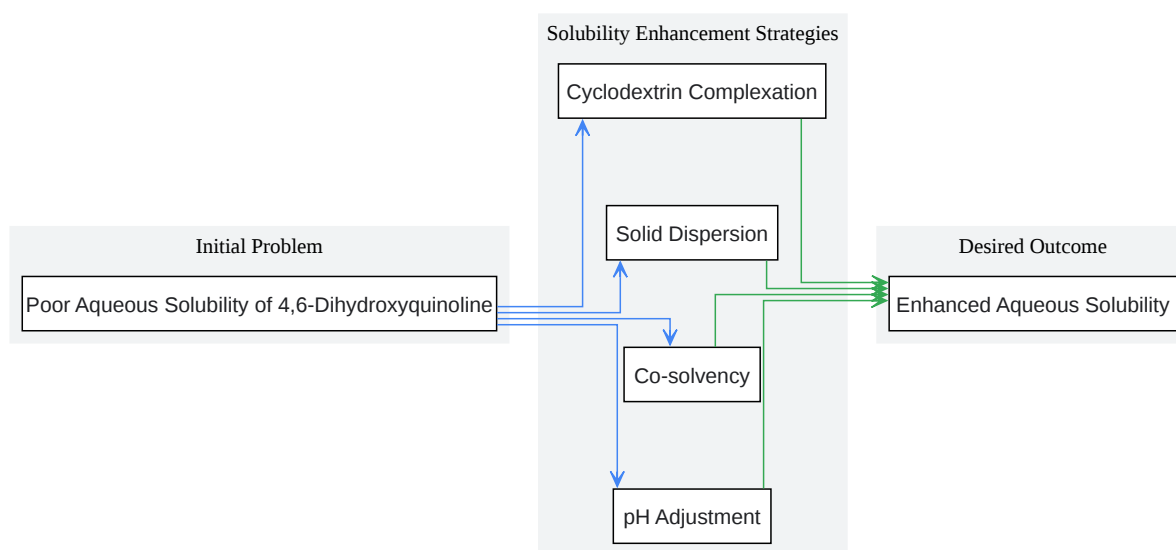 Solubility Enhancement Strategies
Cyclodextrin Complexation
Solid Dispersion
Initial Problem
Desired Outcome
Poor Aqueous Solubility of 4,6-Dihydroxyquinoline
Enhanced Aqueous Solubility
Co-solvency
pH Adjustment